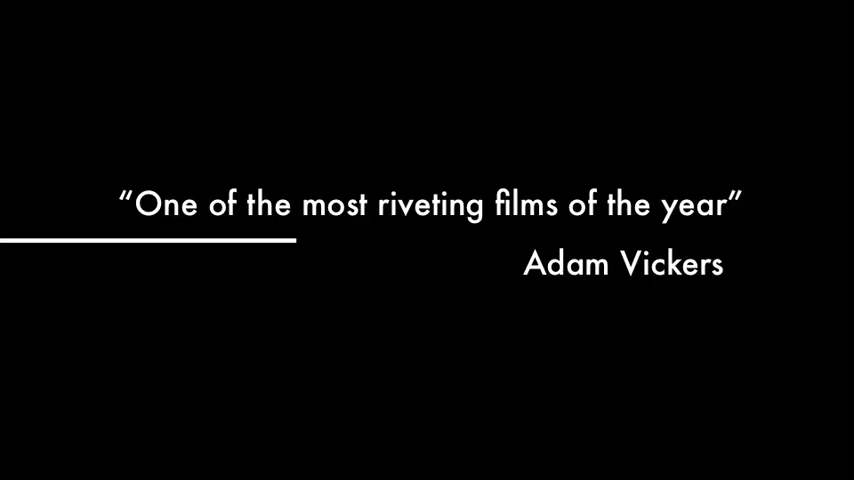 “One of the most riveting films of the year”
Adam Vickers